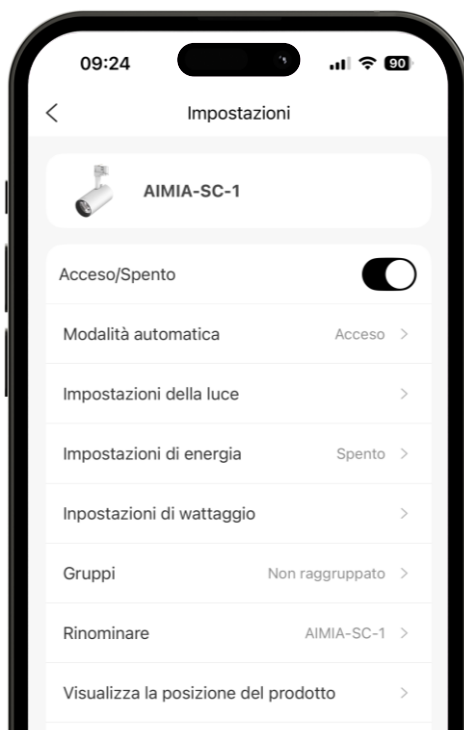 09:24
90
Impostazioni
AIMIA-SC-1
Acceso/Spento
Modalità automatica Acceso
Impostazioni della luce
Impostazioni di energia Spento
Inpostazioni di wattaggio
Gruppi Non raggruppato
Rinominare AIMIA-SC-1
Visualizza la posizione del prodotto